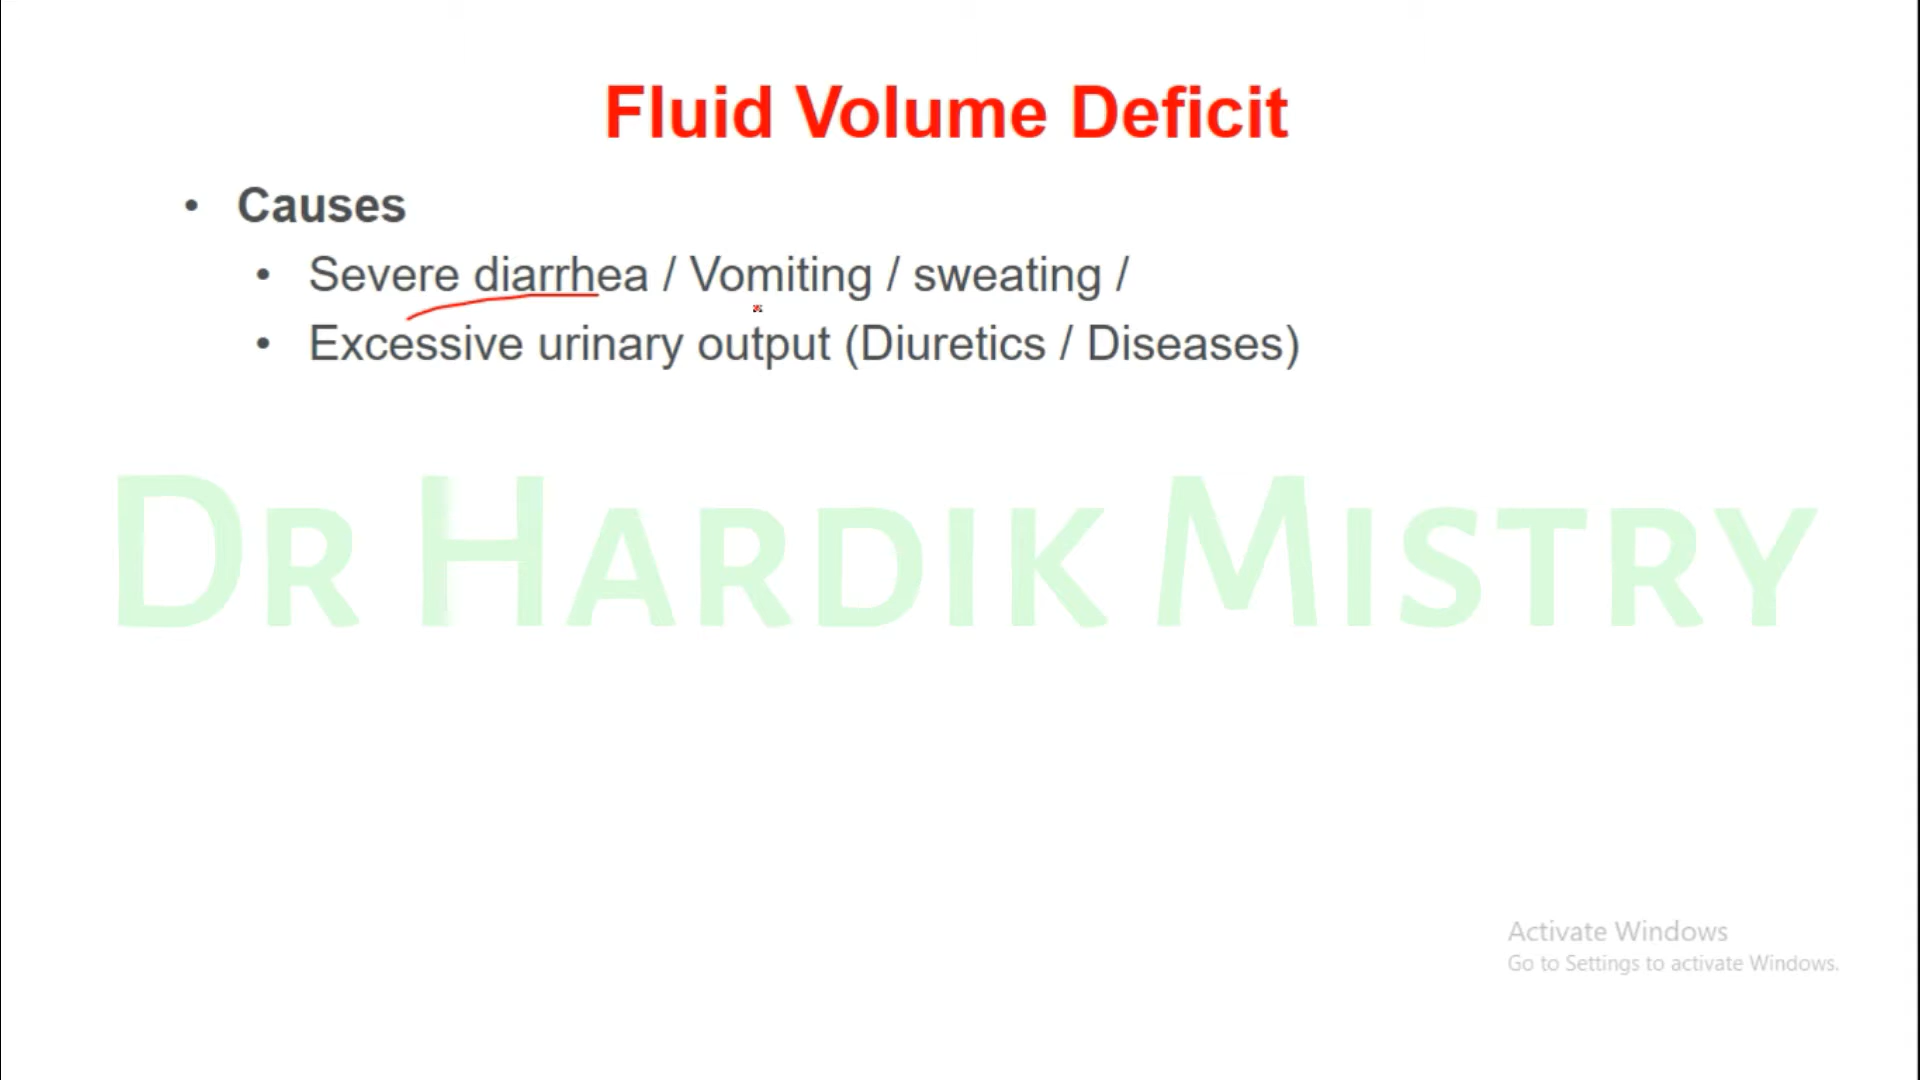 Fluid Volume Deficit
• Causes
• Severe diarrhea / Vomiting / sweating /
• Excessive urinary output (Diuretics / Diseases)
DR HARDIK MISTRY
Activate Windows
Go to Settings to activate Windows.